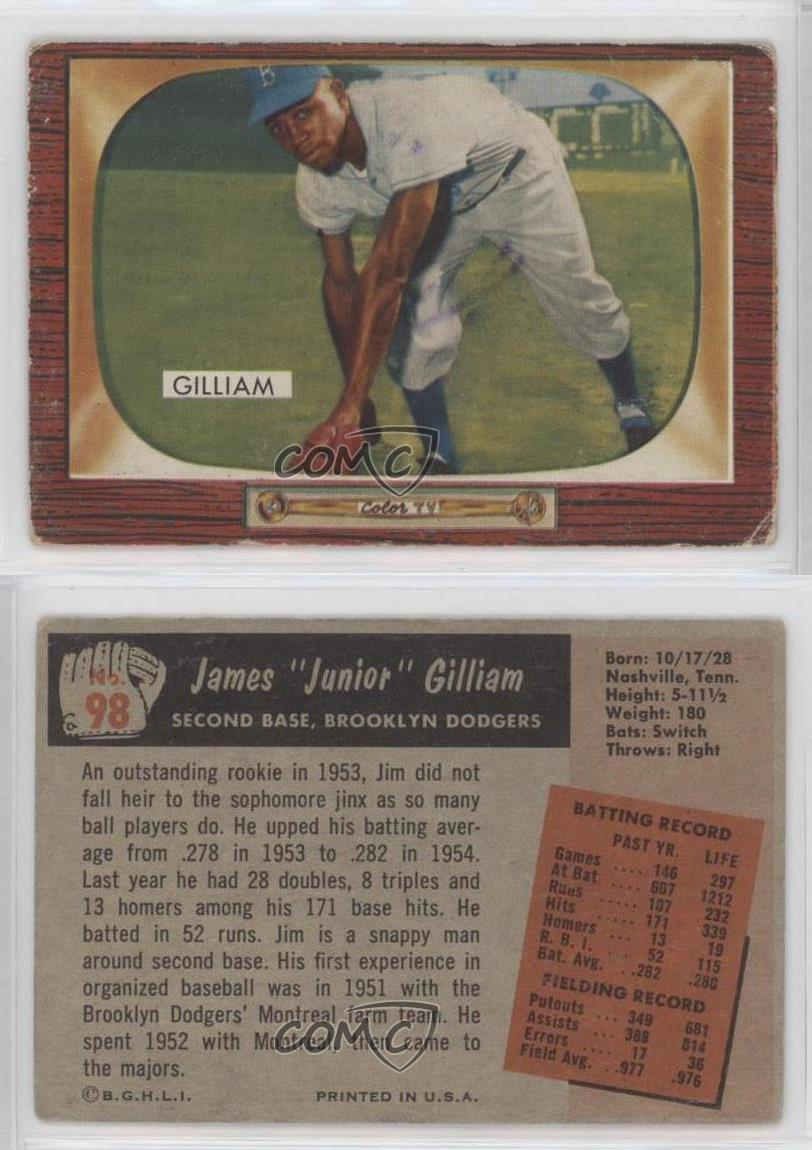 B
GILLIAM
COMC
Color TV
No.
98
James "Junior" Gilliam
SECOND BASE, BROOKLYN DODGERS
Born: 10/17/28
Nashville, Tenn.
Height: 5-11½
Weight: 180
Bats: Switch
Throws: Right
An outstanding rookie in 1953, Jim did not
fall heir to the sophomore jinx as so many
ball players do. He upped his batting aver-
age from .278 in 1953 to .282 in 1954.
Last year he had 28 doubles, 8 triples and
13 homers among his 171 base hits. He
batted in 52 runs. Jim is a snappy man
around second base. His first experience in
organized baseball was in 1951 with the
Brooklyn Dodgers' Montreal farm team. He
spent 1952 with Montreal, then came to
the majors.
COMC
BATTING RECORD
PAST YR. LIFE
Games .... 146 297
At Bat .... 607 1212
Runs ..... 107 232
Hits ..... 171 339
Homers ... 13 19
R. B. I. ... 52 115
Bat. Avg. ..282 .280
FIELDING RECORD
Putouts ... 349 681
Assists ... 388 814
Errors .... 17 36
Field Avg. ..977 .976
©B.G.H.L.I. PRINTED IN U.S.A.